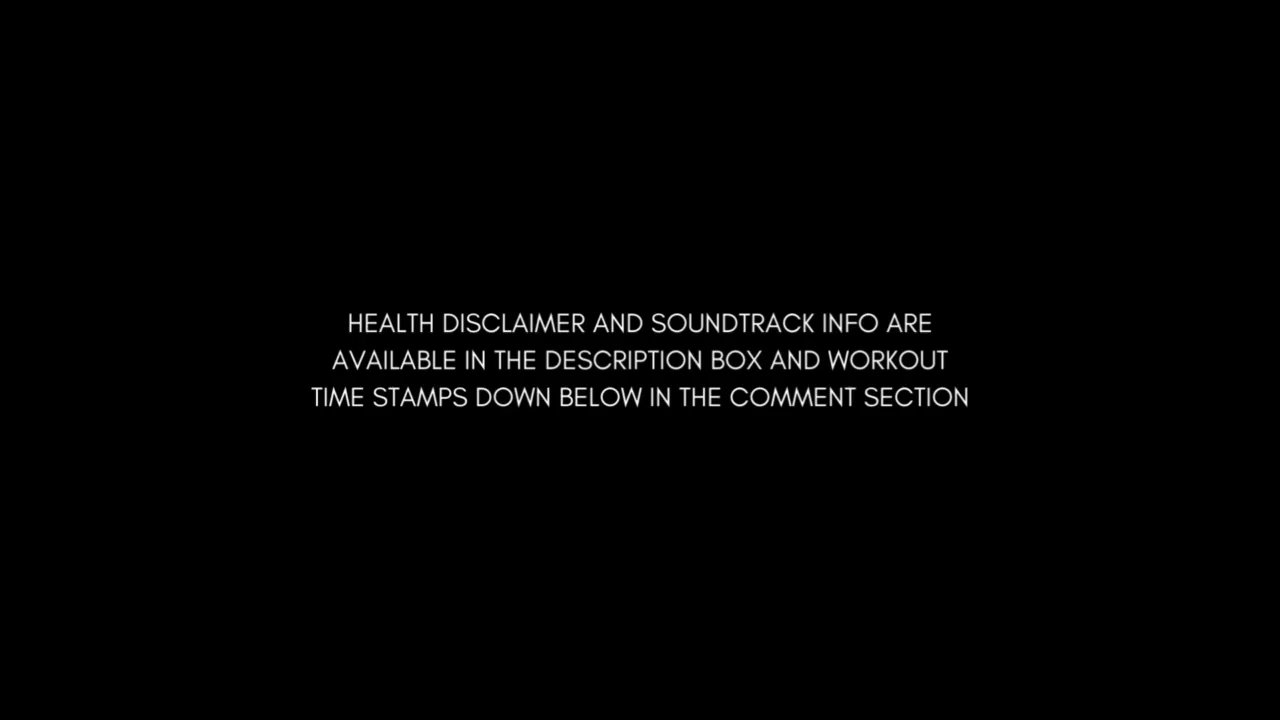 HEALTH DISCLAIMER AND SOUNDTRACK INFO ARE
AVAILABLE IN THE DESCRIPTION BOX AND WORKOUT
TIME STAMPS DOWN BELOW IN THE COMMENT SECTION